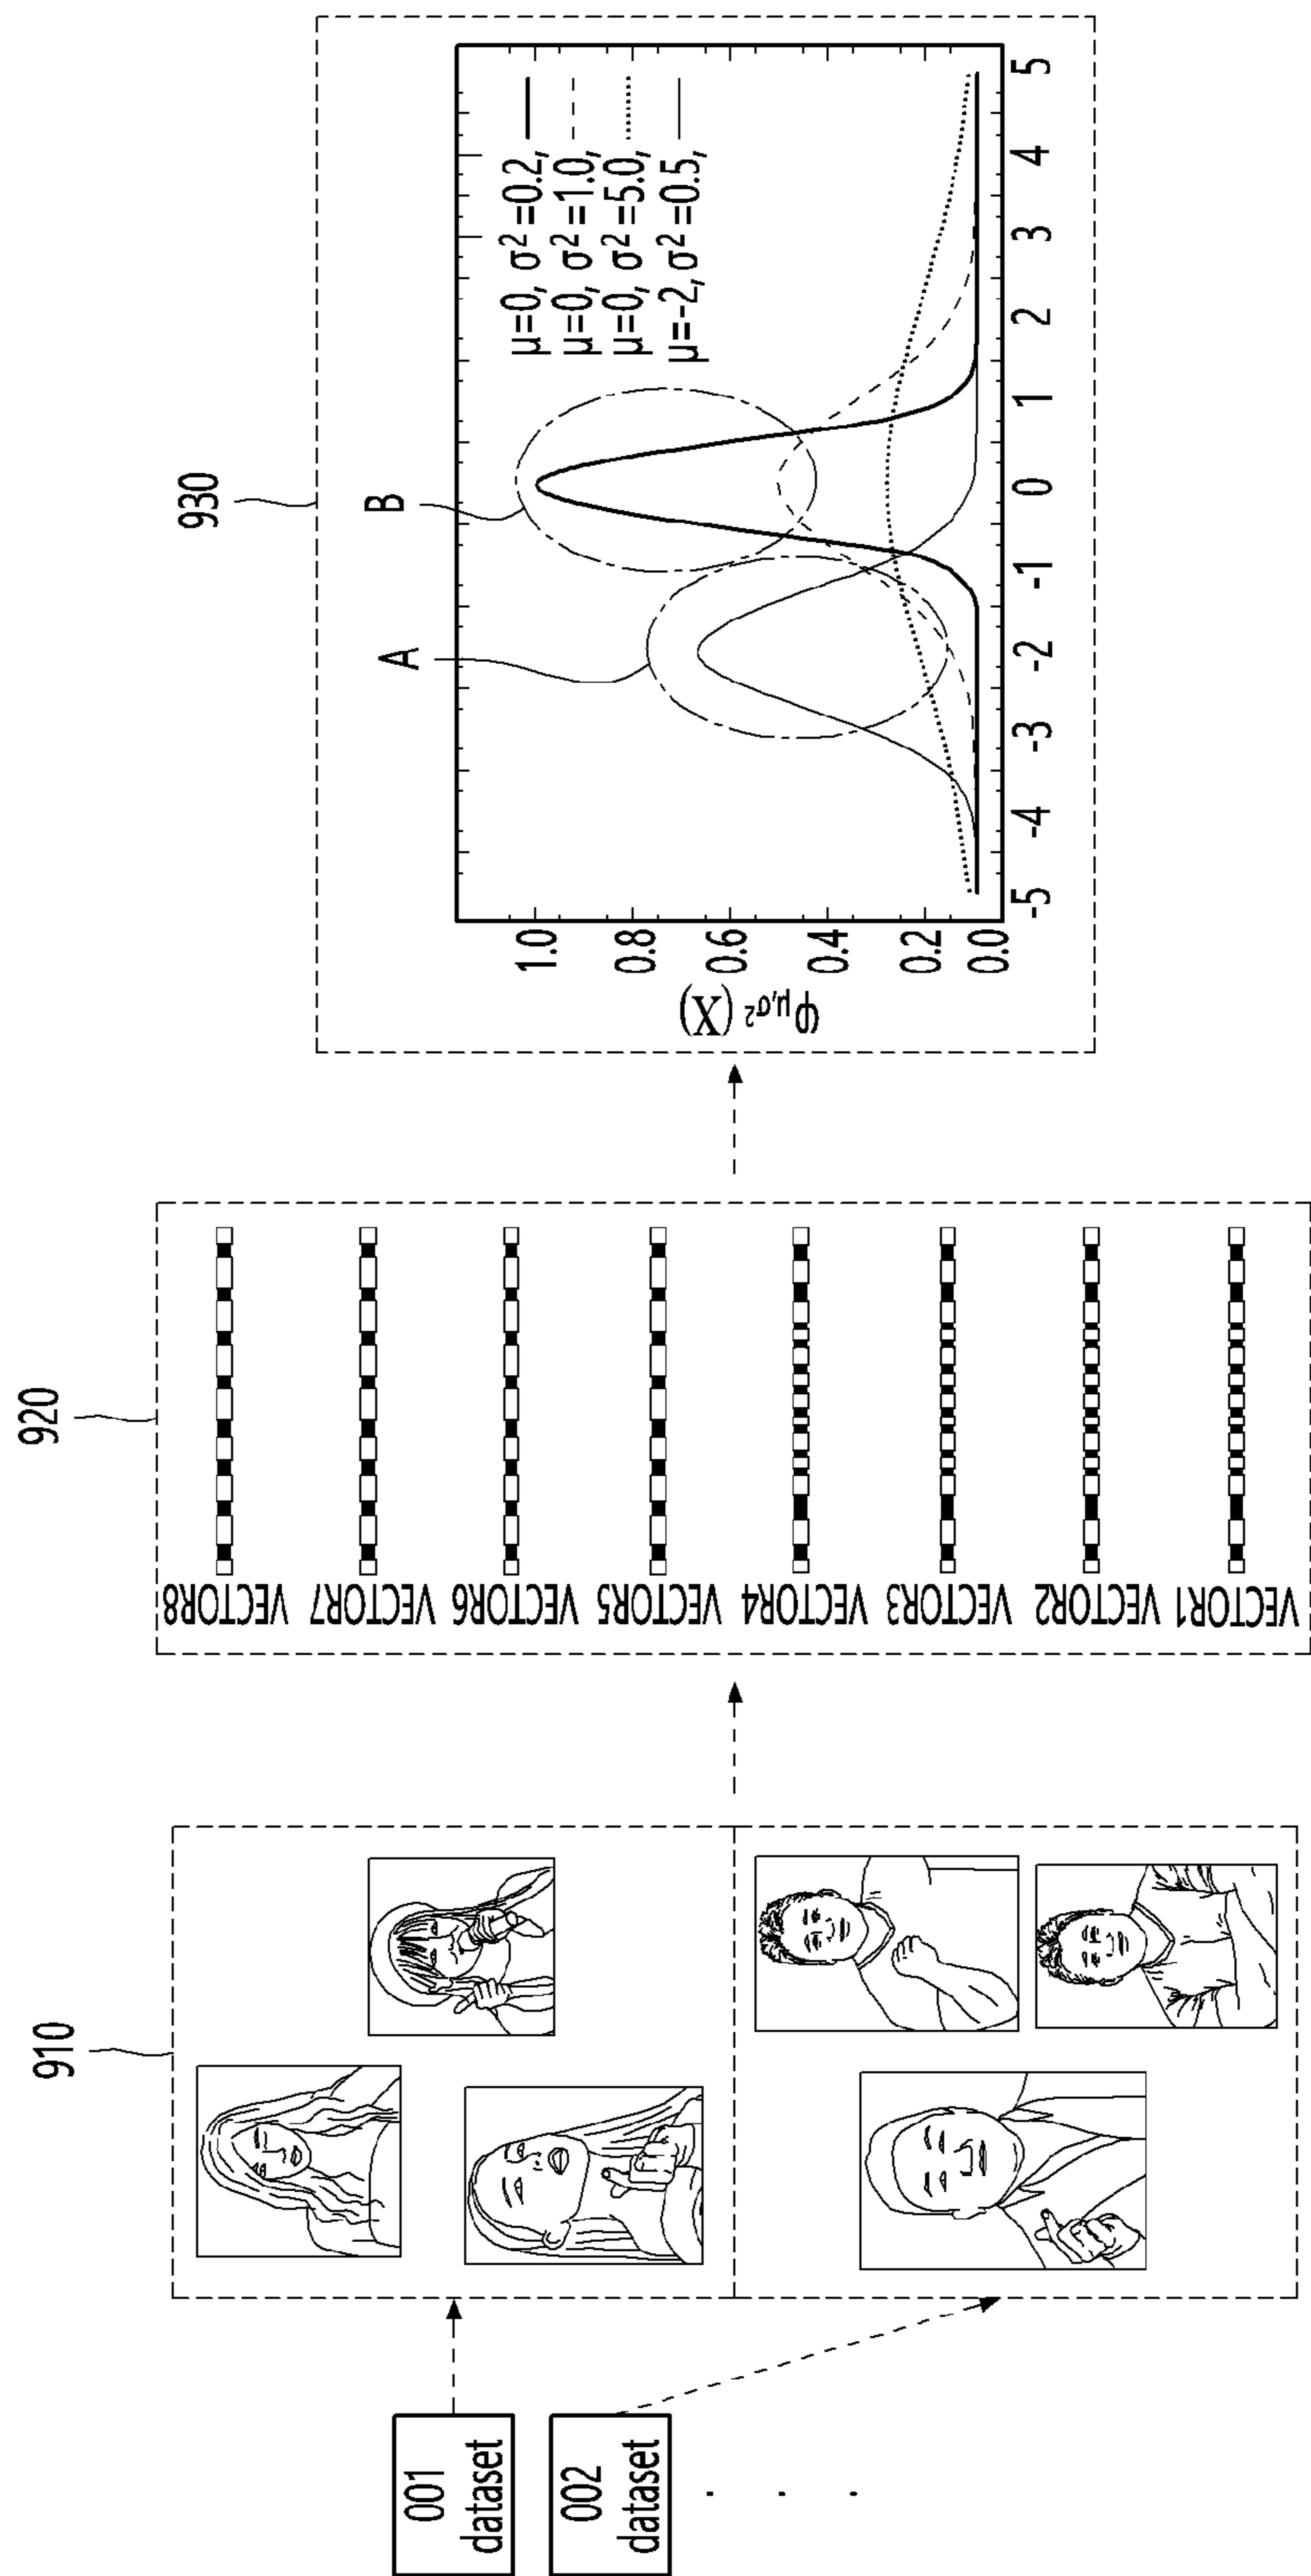 910
920
930
001
dataset
002
dataset
VECTOR8
VECTOR7
VECTOR6
VECTOR5
VECTOR4
VECTOR3
VECTOR2
VECTOR1
A
B
φμ,σ² (X)
1.0
0.8
0.6
0.4
0.2
0.0
-5 -4 -3 -2 -1 0 1 2 3 4 5
μ=0, σ²=0.2,
μ=0, σ²=1.0,
μ=0, σ²=5.0,
μ=-2, σ²=0.5,